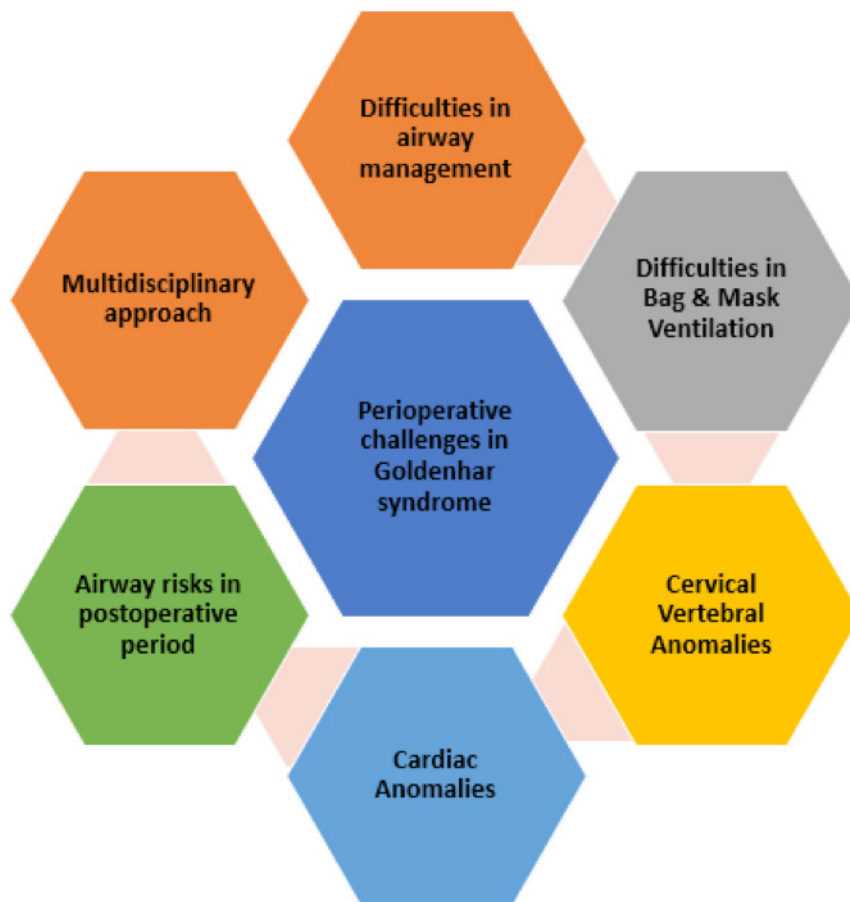 Difficulties in
airway
management
Multidisciplinary
approach
Difficulties in
Bag & Mask
Ventilation
Perioperative
challenges in
Goldenhar
syndrome
Airway risks in
postoperative
period
Cervical
Vertebral
Anomalies
Cardiac
Anomalies